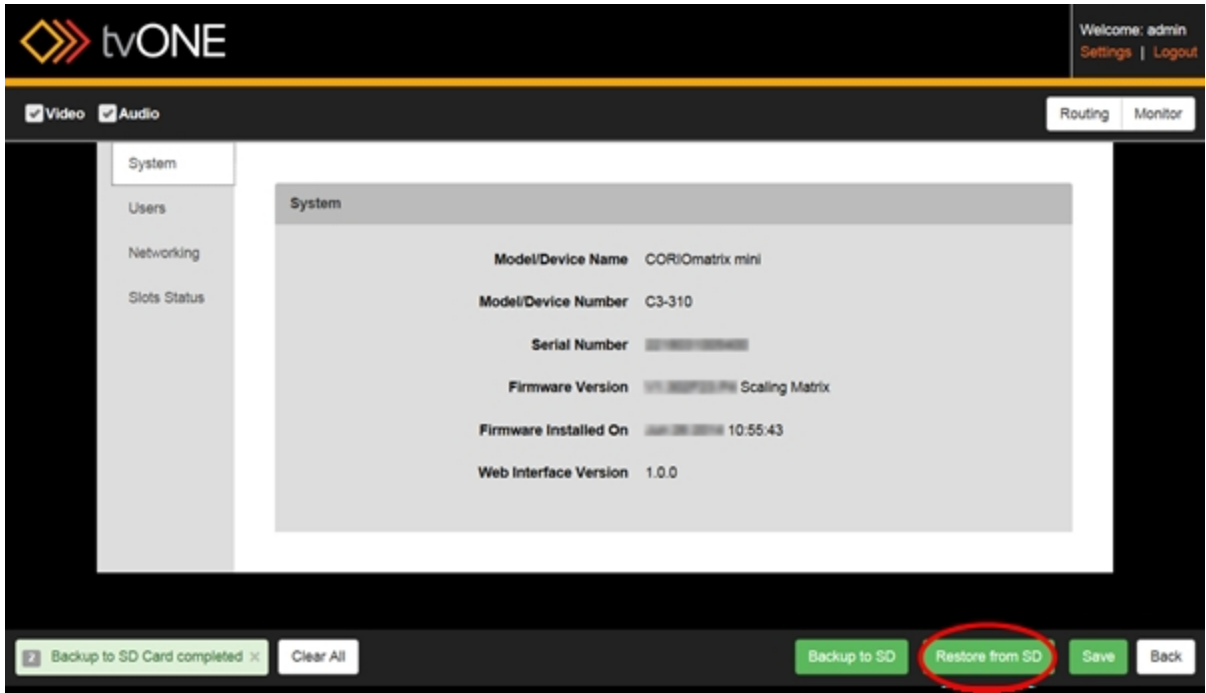 tvONE
Welcome: admin
Settings | Logout
Video Audio
Routing Monitor
System
Users
Networking
Slots Status
System
Model/Device Name CORIOmatrix mini
Model/Device Number C3-310
Serial Number
Firmware Version Scaling Matrix
Firmware Installed On 10:55:43
Web Interface Version 1.0.0
2 Backup to SD Card completed ×
Clear All
Backup to SD
Restore from SD
Save
Back